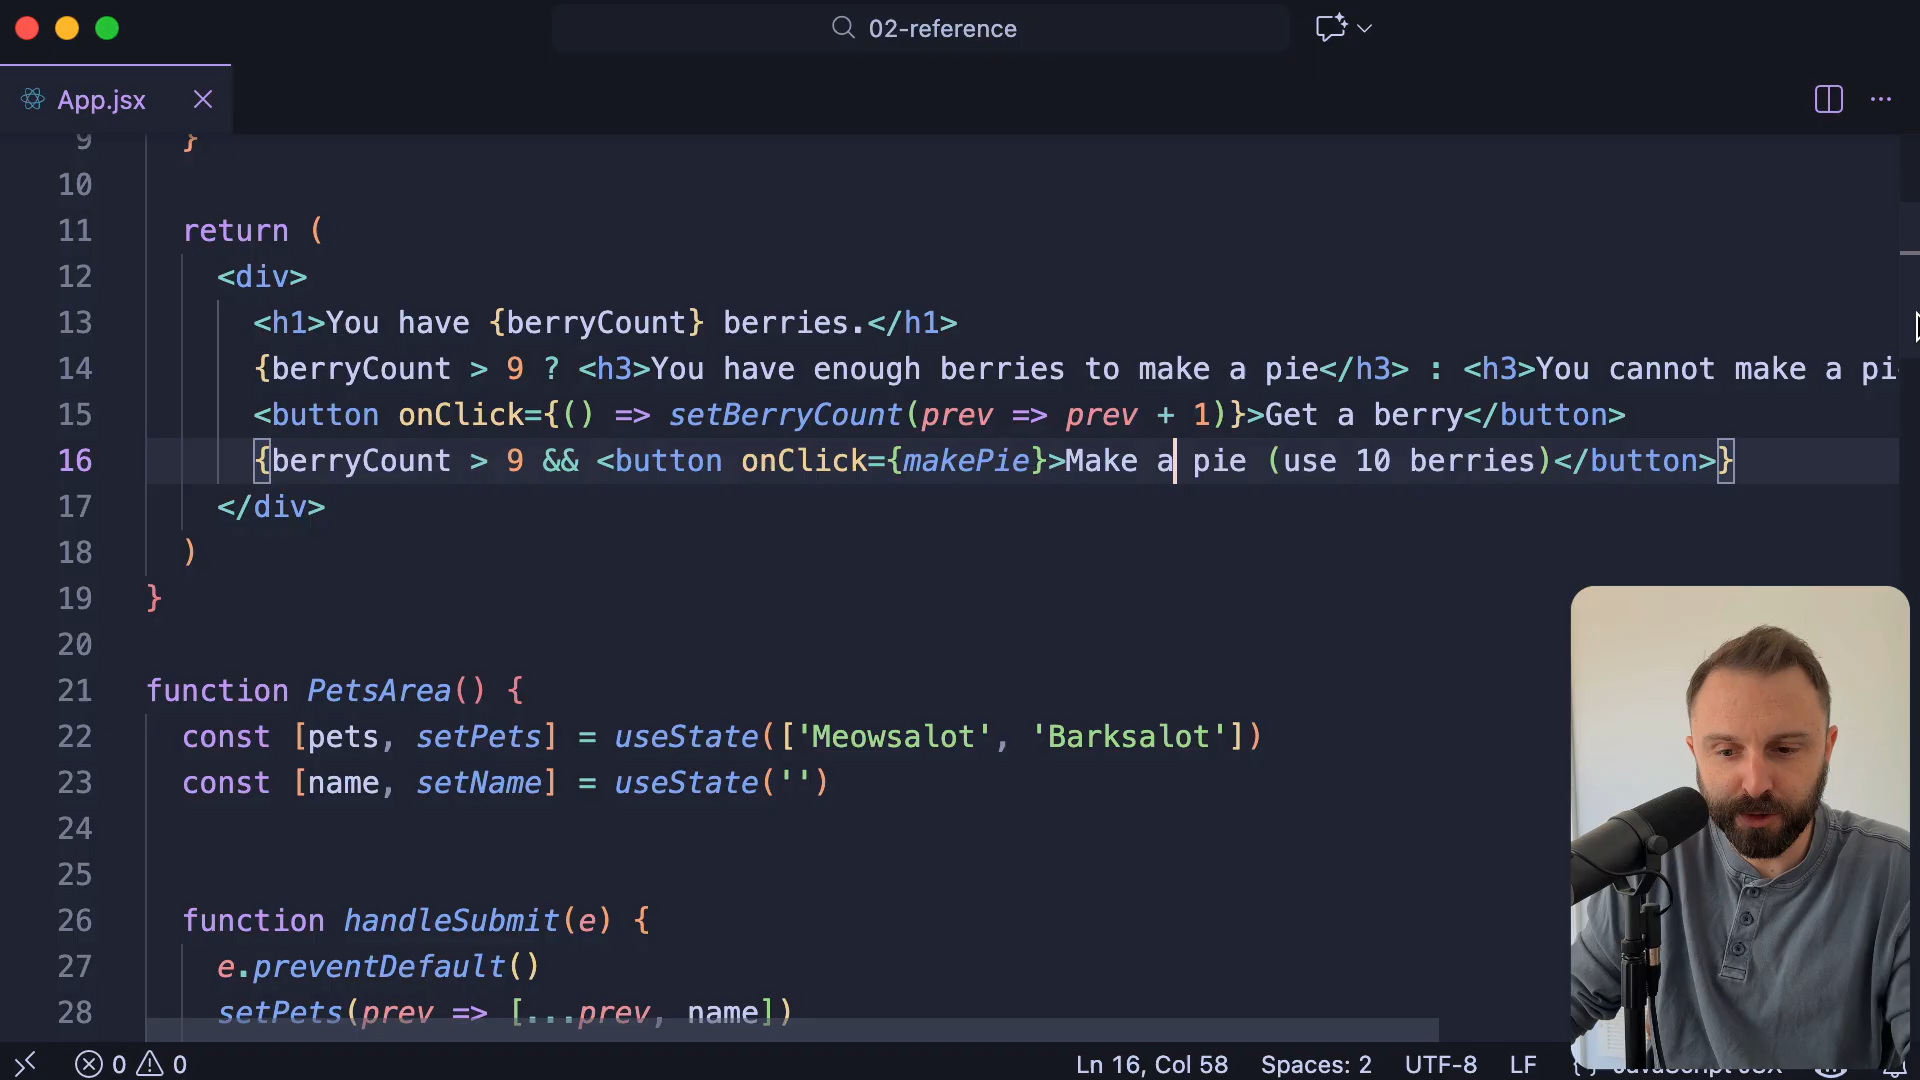 02-reference
App.jsx
9 }
10
11 return (
12 <div>
13 <h1>You have {berryCount} berries.</h1>
14 {berryCount > 9 ? <h3>You have enough berries to make a pie</h3> : <h3>You cannot make a pi
15 <button onClick={() => setBerryCount(prev => prev + 1)}>Get a berry</button>
16 {berryCount > 9 && <button onClick={makePie}>Make a pie (use 10 berries)</button>}
17 </div>
18 )
19 }
20
21 function PetsArea() {
22 const [pets, setPets] = useState(['Meowsalot', 'Barksalot'])
23 const [name, setName] = useState('')
24
25
26 function handleSubmit(e) {
27 e.preventDefault()
28 setPets(prev => [...prev, name])
0 0 Ln 16, Col 58 Spaces: 2 UTF-8 LF JavaScript JSX